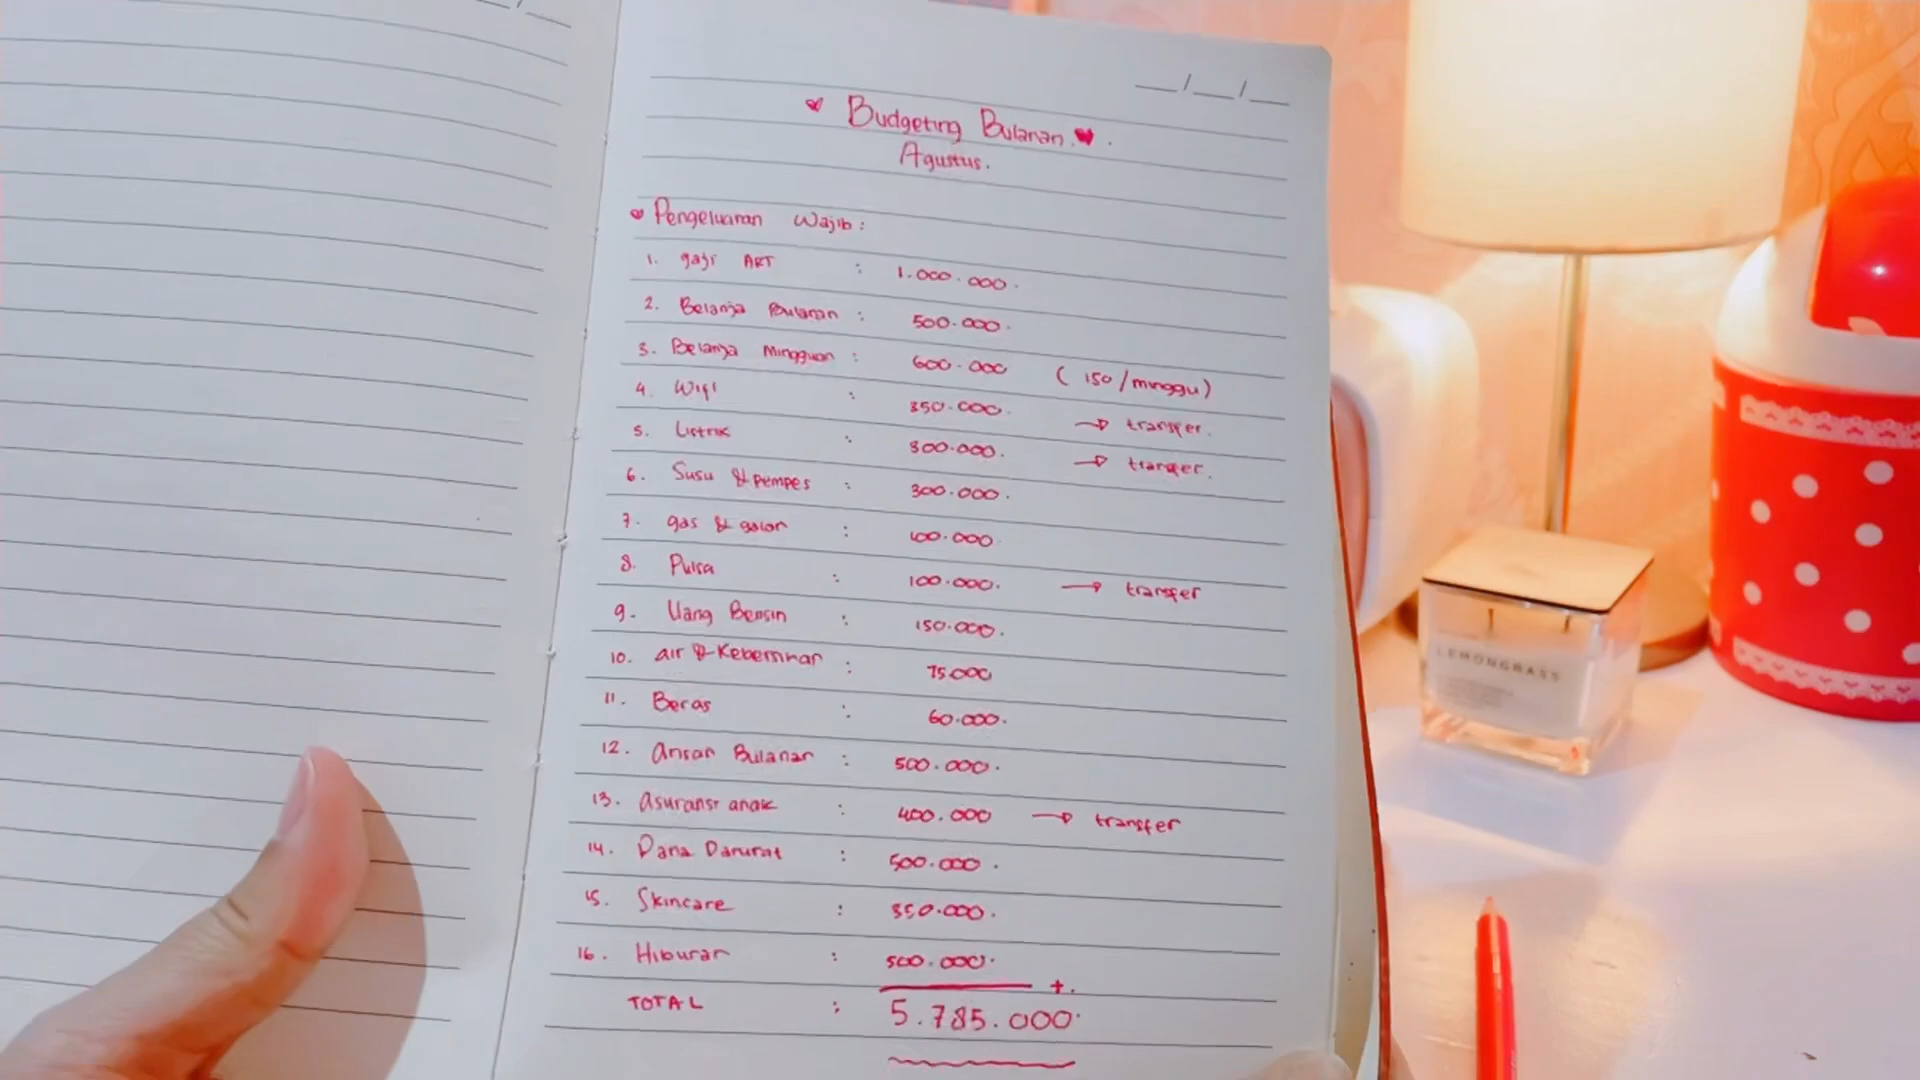 __/__/__
Budgeting Bulanan
Agustus.
Pengeluaran Wajib :
1. gaji ART : 1.000.000.
2. Belanja Bulanan : 500.000.
3. Belanja Mingguan : 600.000 ( 150/minggu )
4. Wifi : 350.000. → transfer.
5. Listrik : 300.000. → transfer.
6. Susu & Pempes : 300.000.
7. gas & galon : 100.000
8. Pulsa : 100.000. → transfer
9. Uang Bensin : 150.000.
10. air & Kebersihan : 75.000
11. Beras : 60.000.
12. Arisan Bulanan : 500.000.
13. asuransi anak : 400.000 → transfer
14. Dana Darurat : 500.000.
15. Skincare : 350.000.
16. Hiburan : 500.000.
+.
TOTAL : 5.785.000
LEMONGRASS